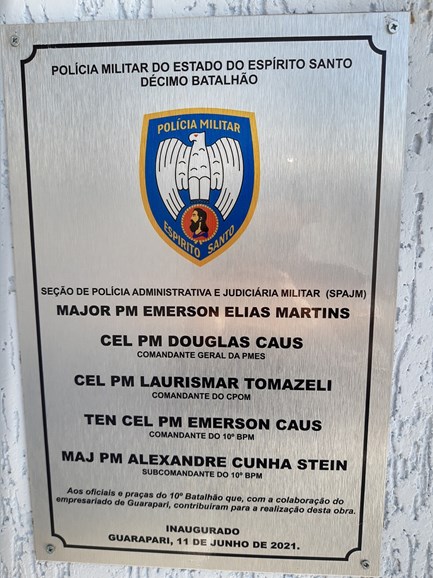 POLÍCIA MILITAR DO ESTADO DO ESPÍRITO SANTO
DÉCIMO BATALHÃO
POLÍCIA MILITAR
ESPÍRITO SANTO
SEÇÃO DE POLÍCIA ADMINISTRATIVA E JUDICIÁRIA MILITAR (SPAJM)
MAJOR PM EMERSON ELIAS MARTINS
CEL PM DOUGLAS CAUS
COMANDANTE GERAL DA PMES
CEL PM LAURISMAR TOMAZELI
COMANDANTE DO CPOM
TEN CEL PM EMERSON CAUS
COMANDANTE DO 10º BPM
MAJ PM ALEXANDRE CUNHA STEIN
SUBCOMANDANTE DO 10º BPM
Aos oficiais e praças do 10º Batalhão que, com a colaboração do
empresariado de Guarapari, contribuíram para a realização desta obra.
INAUGURADO
GUARAPARI, 11 DE JUNHO DE 2021.